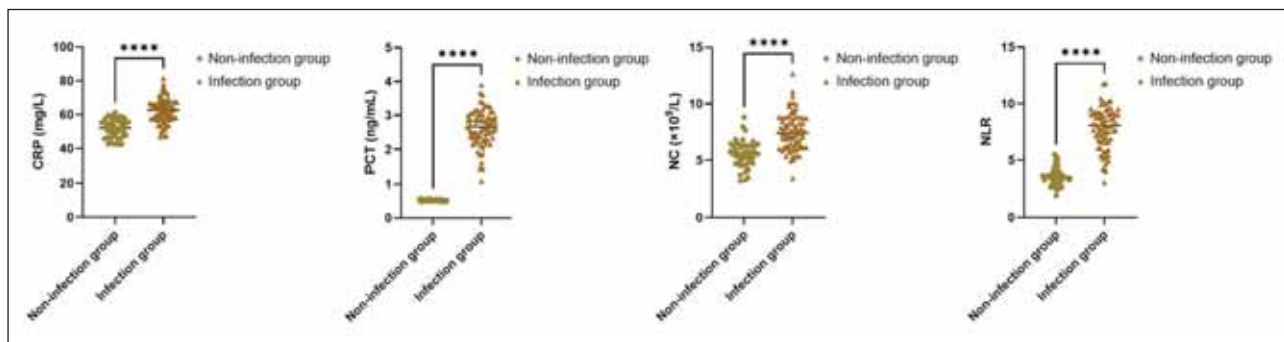 CRP (mg/L)
100
80
60
40
20
0
****
Non-infection group
Infection group
Non-infection group
Infection group
PCT (ng/mL)
5
4
3
2
1
0
****
Non-infection group
Infection group
Non-infection group
Infection group
NC (×10⁹/L)
15
10
5
0
****
Non-infection group
Infection group
Non-infection group
Infection group
NLR
15
10
5
0
****
Non-infection group
Infection group
Non-infection group
Infection group